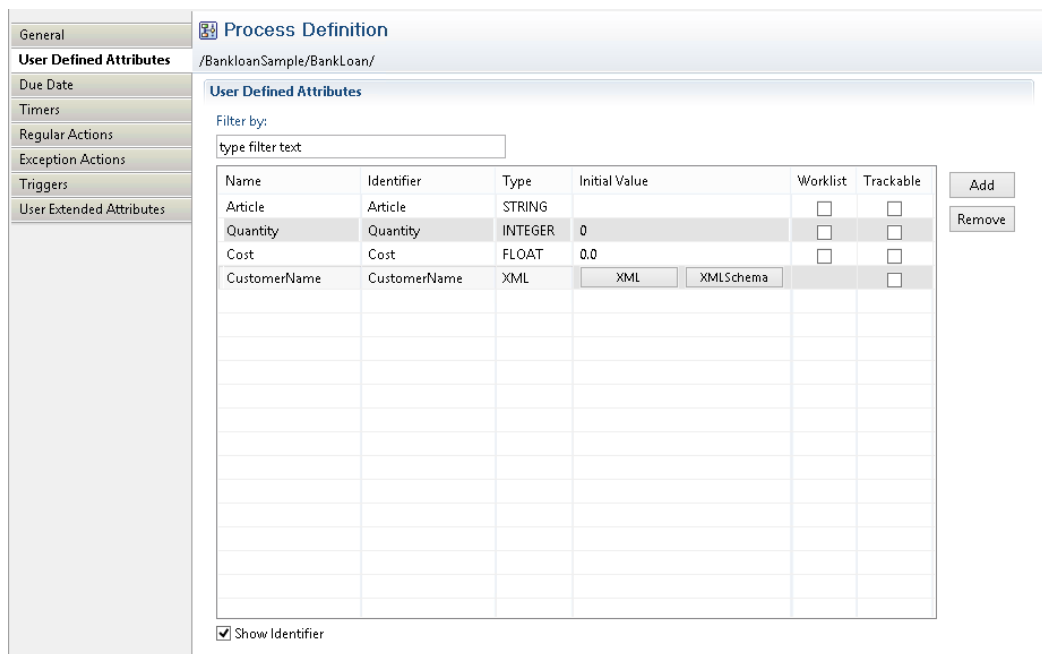 General
User Defined Attributes
Due Date
Timers
Regular Actions
Exception Actions
Triggers
User Extended Attributes
Process Definition
/BankloanSample/BankLoan/
User Defined Attributes
Filter by:
type filter text
Name Identifier Type Initial Value Worklist Trackable
Article Article STRING
Quantity Quantity INTEGER 0
Cost Cost FLOAT 0.0
CustomerName CustomerName XML XML XMLSchema
Add
Remove
Show Identifier